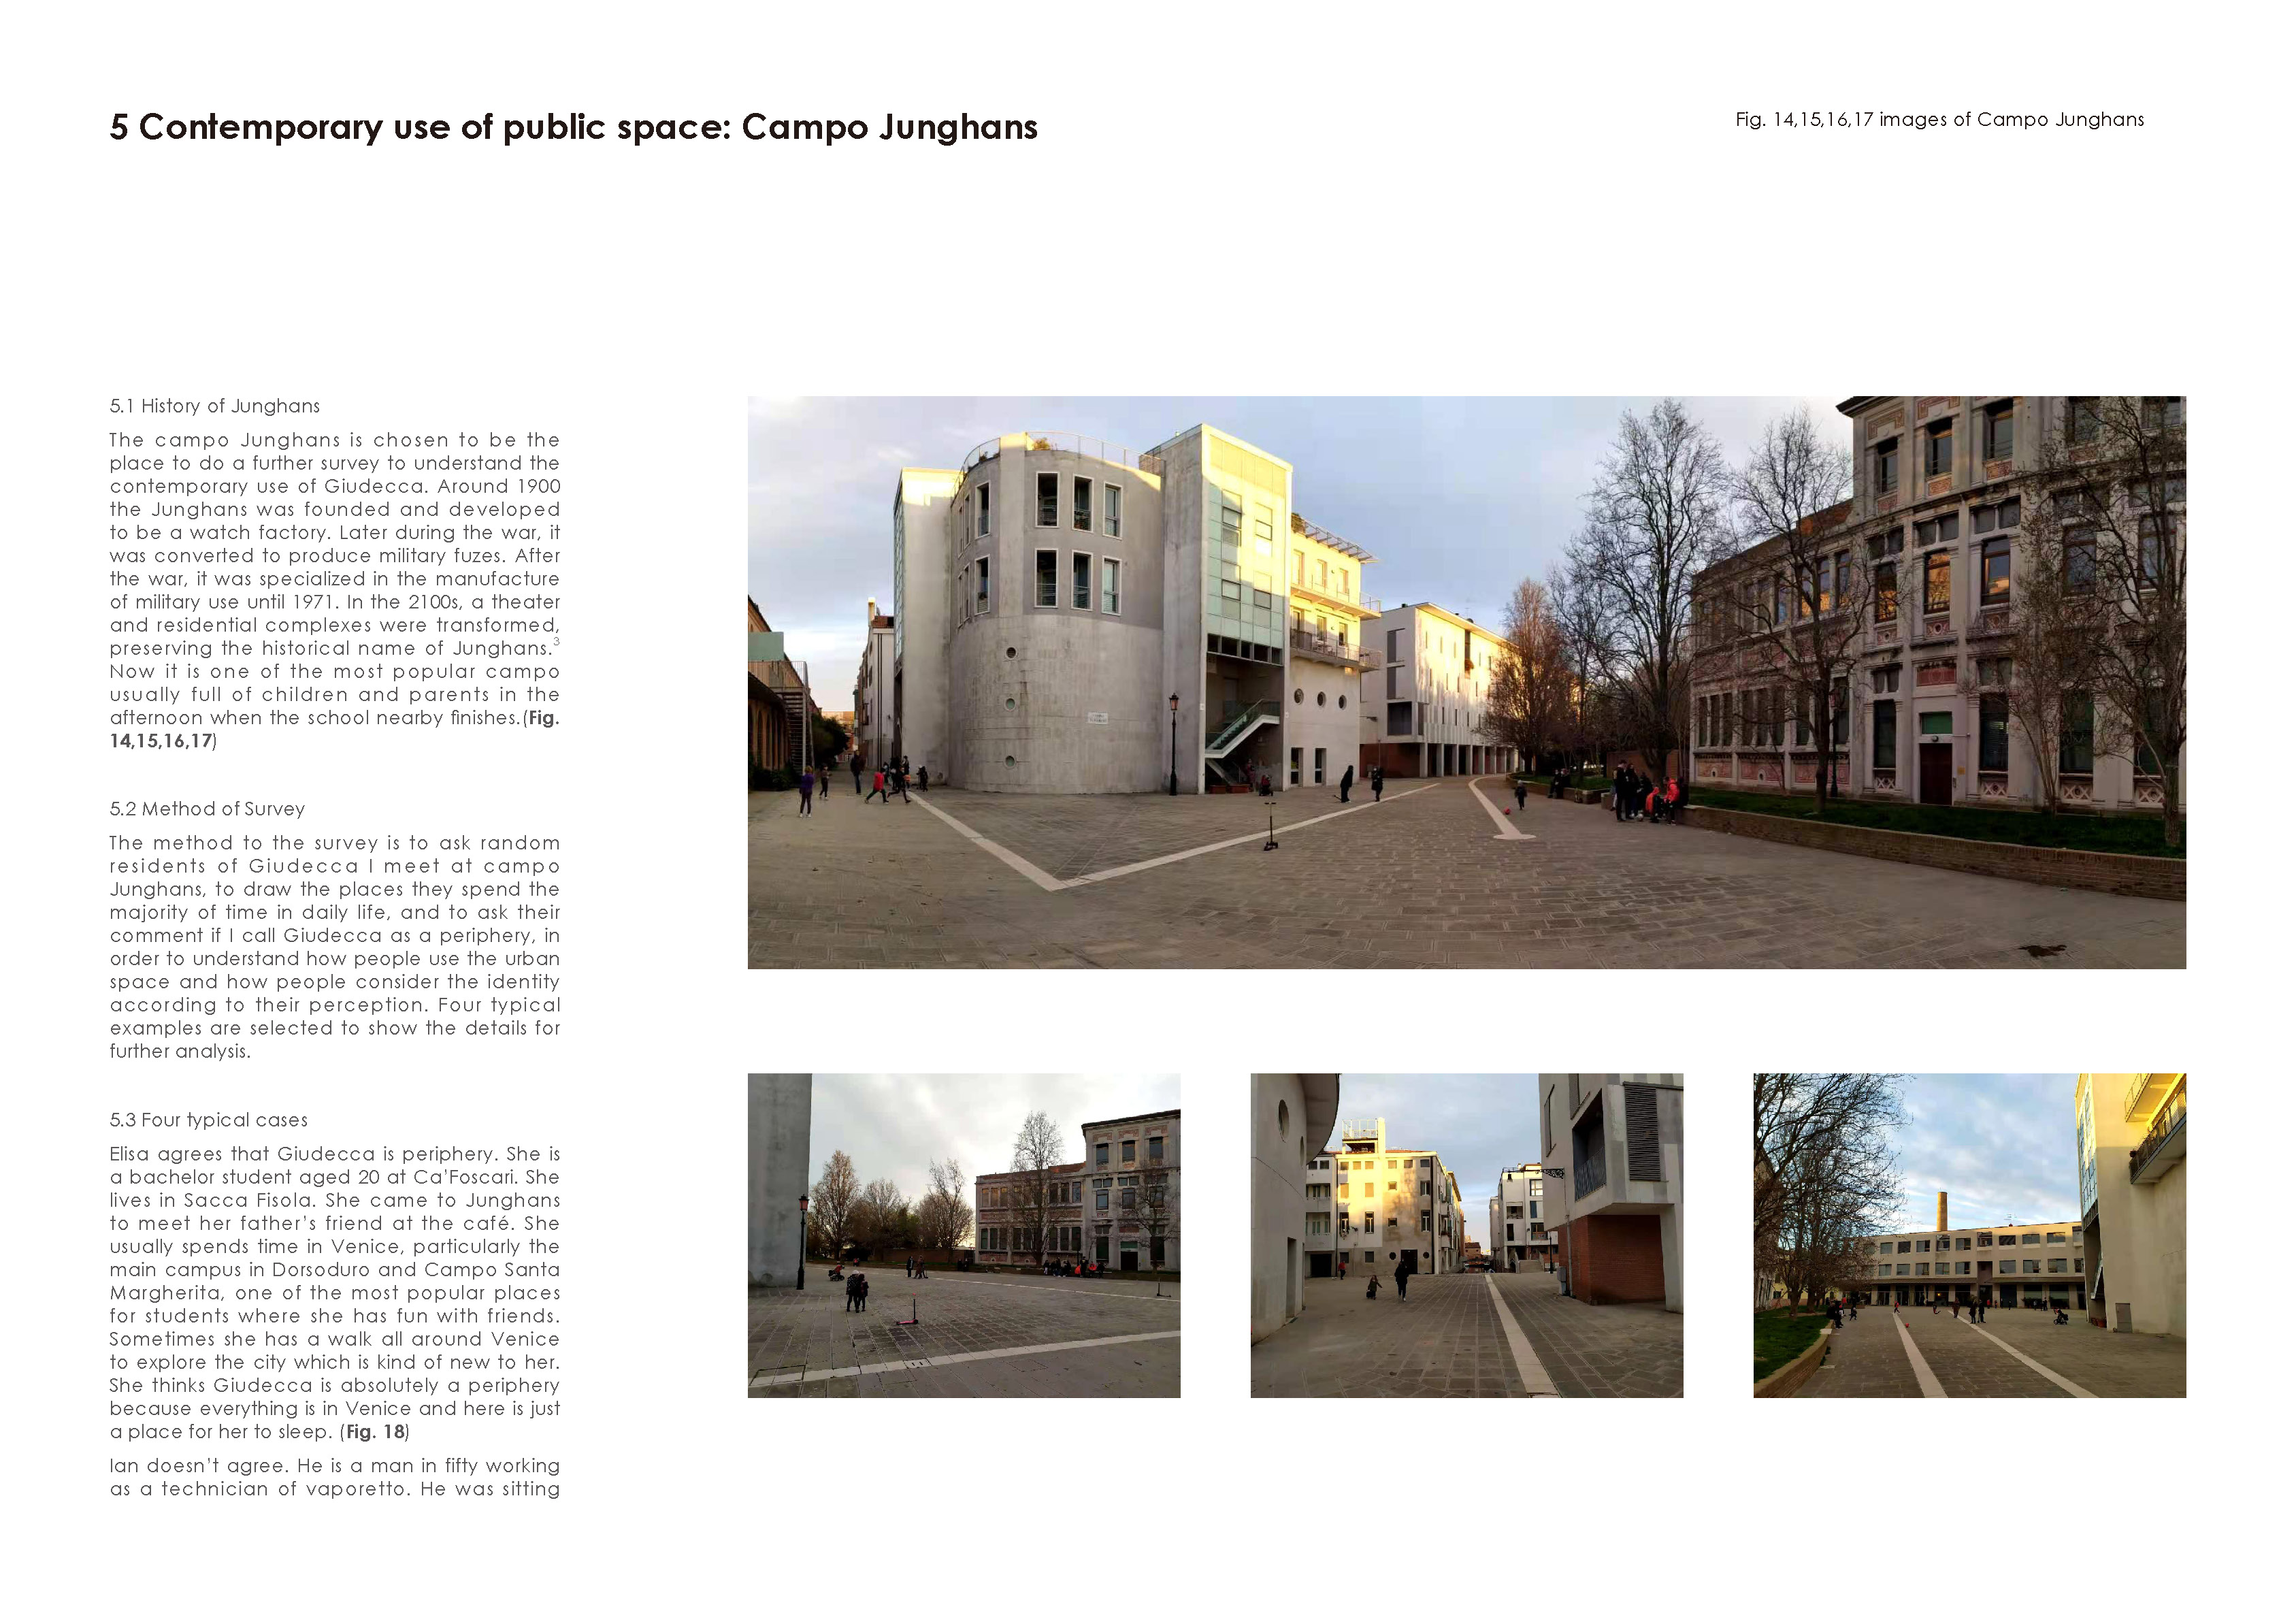 5 Contemporary use of public space: Campo Junghans
Fig. 14,15,16,17 images of Campo Junghans
5.1 History of Junghans
The campo Junghans is chosen to be the
place to do a further survey to understand the
contemporary use of Giudecca. Around 1900
the Junghans was founded and developed
to be a watch factory. Later during the war, it
was converted to produce military fuzes. After
the war, it was specialized in the manufacture
of military use until 1971. In the 2100s, a theater
and residential complexes were transformed,
preserving the historical name of Junghans.3
Now it is one of the most popular campo
usually full of children and parents in the
afternoon when the school nearby finishes.(Fig.
14,15,16,17)
5.2 Method of Survey
The method to the survey is to ask random
residents of Giudecca I meet at campo
Junghans, to draw the places they spend the
majority of time in daily life, and to ask their
comment if I call Giudecca as a periphery, in
order to understand how people use the urban
space and how people consider the identity
according to their perception. Four typical
examples are selected to show the details for
further analysis.
5.3 Four typical cases
Elisa agrees that Giudecca is periphery. She is
a bachelor student aged 20 at Ca'Foscari. She
lives in Sacca Fisola. She came to Junghans
to meet her father's friend at the café. She
usually spends time in Venice, particularly the
main campus in Dorsoduro and Campo Santa
Margherita, one of the most popular places
for students where she has fun with friends.
Sometimes she has a walk all around Venice
to explore the city which is kind of new to her.
She thinks Giudecca is absolutely a periphery
because everything is in Venice and here is just
a place for her to sleep. (Fig. 18)
Ian doesn't agree. He is a man in fifty working
as a technician of vaporetto. He was sitting